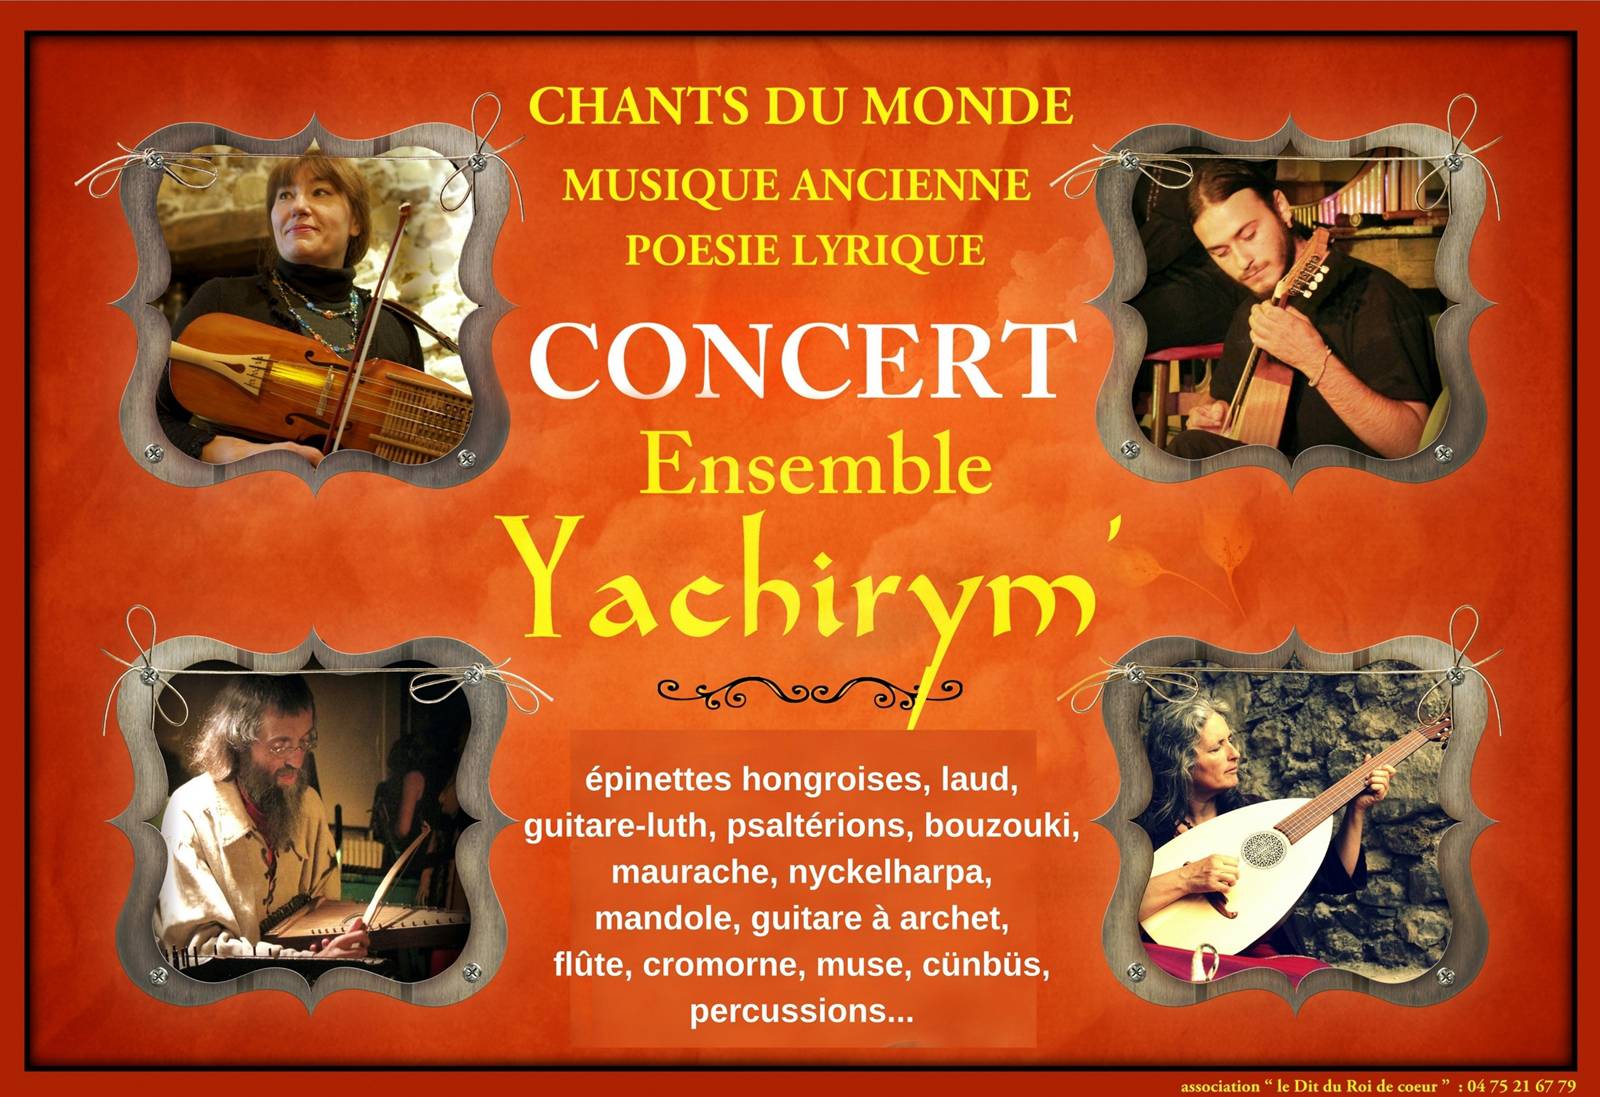 CHANTS DU MONDE
MUSIQUE ANCIENNE
POESIE LYRIQUE
CONCERT
Ensemble
Yachirym'
épinettes hongroises, laud,
guitare-luth, psaltérions, bouzouki,
maurache, nyckelharpa,
mandole, guitare à archet,
flûte, cromorne, muse, cünbüs,
percussions...
association “ le Dit du Roi de coeur ” : 04 75 21 67 79